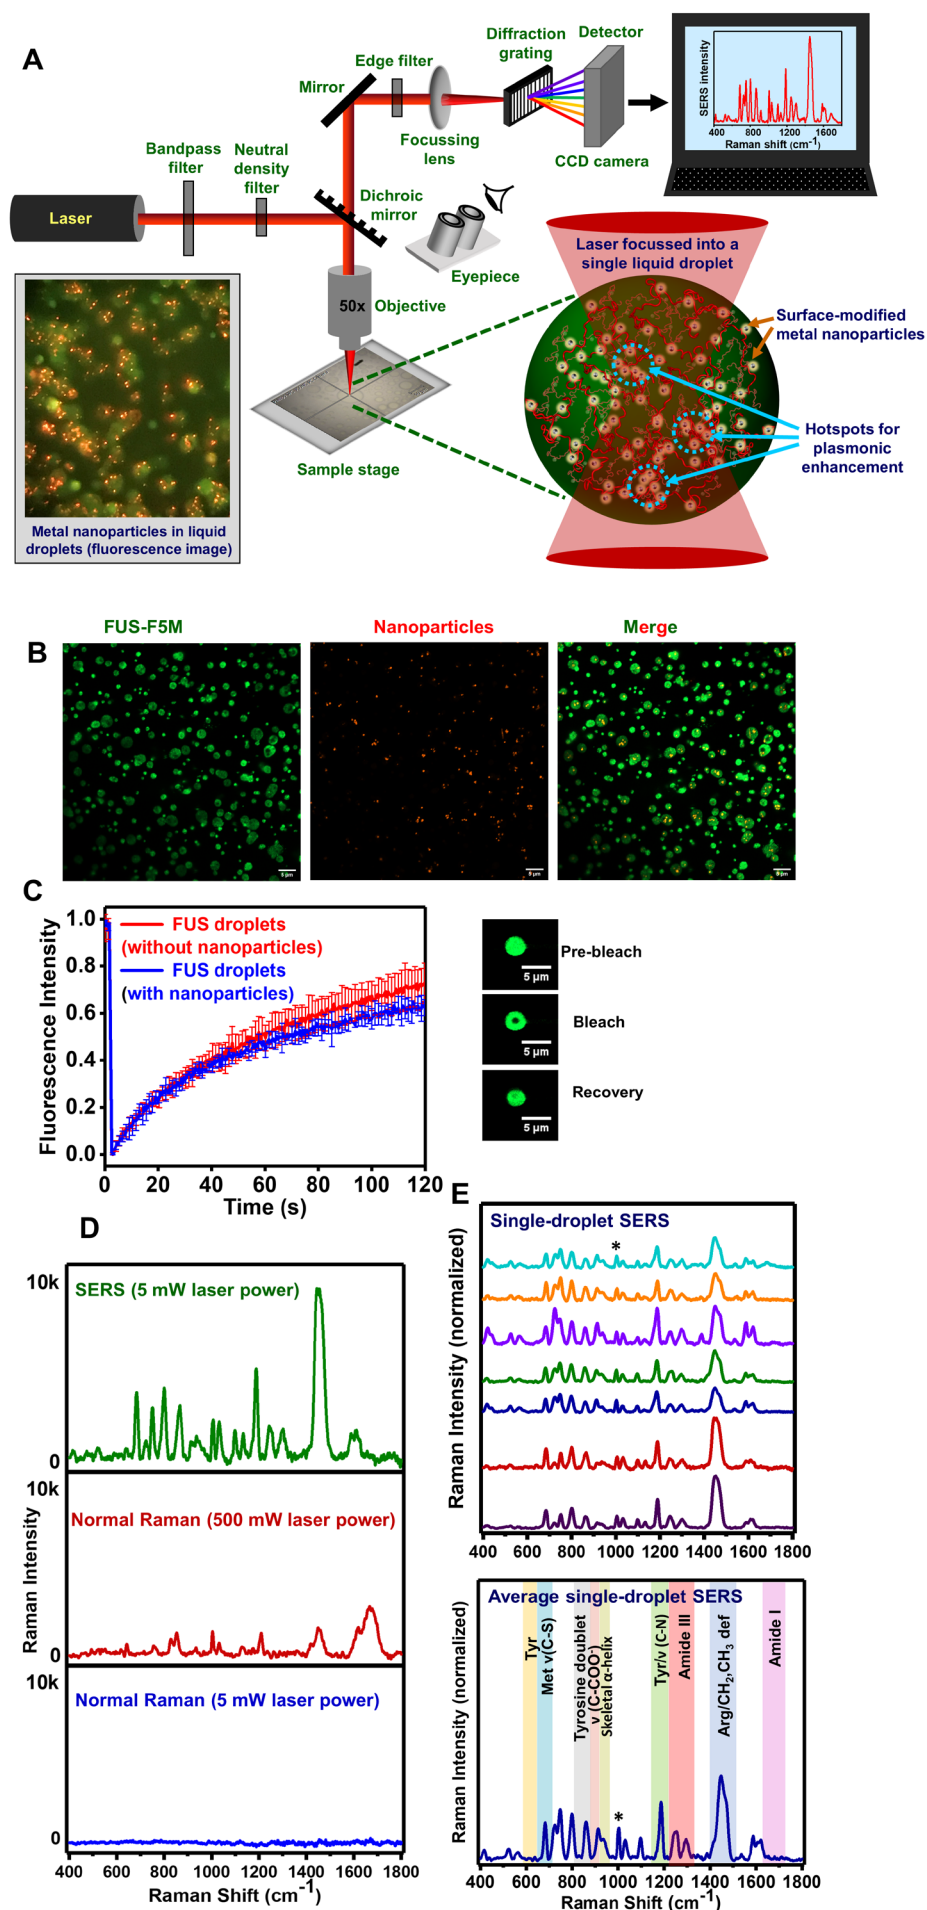 A
Diffraction
grating
Detector
Edge filter
Mirror
Focussing
lens
CCD camera
SERS intensity
400 800 1200 1600
Raman shift (cm-1)
Bandpass
filter
Neutral
density
filter
Laser
Dichroic
mirror
Eyepiece
50x
Objective
Sample stage
Laser focussed into a
single liquid droplet
Surface-modified
metal nanoparticles
Hotspots for
plasmonic
enhancement
Metal nanoparticles in liquid
droplets (fluorescence image)
B
FUS-F5M
Nanoparticles
Merge
5 µm
5 µm
5 µm
C
Fluorescence Intensity
1.0
0.8
0.6
0.4
0.2
0.0
FUS droplets
(without nanoparticles)
FUS droplets
(with nanoparticles)
0 20 40 60 80 100 120
Time (s)
Pre-bleach
5 µm
Bleach
5 µm
Recovery
5 µm
D
Raman Intensity
10k
SERS (5 mW laser power)
0
10k
Normal Raman (500 mW laser power)
0
10k
Normal Raman (5 mW laser power)
0
400 600 800 1000 1200 1400 1600 1800
Raman Shift (cm-1)
E
Raman Intensity (normalized)
Single-droplet SERS
*
400 600 800 1000 1200 1400 1600 1800
Raman Intensity (normalized)
Average single-droplet SERS
Tyr
Met ν(C-S)
Tyrosine doublet
ν (C-COO-)
Skeletal α-helix
Tyr/ν (C-N)
Amide III
Arg/CH2,CH3 def
Amide I
*
400 600 800 1000 1200 1400 1600 1800
Raman Shift (cm-1)